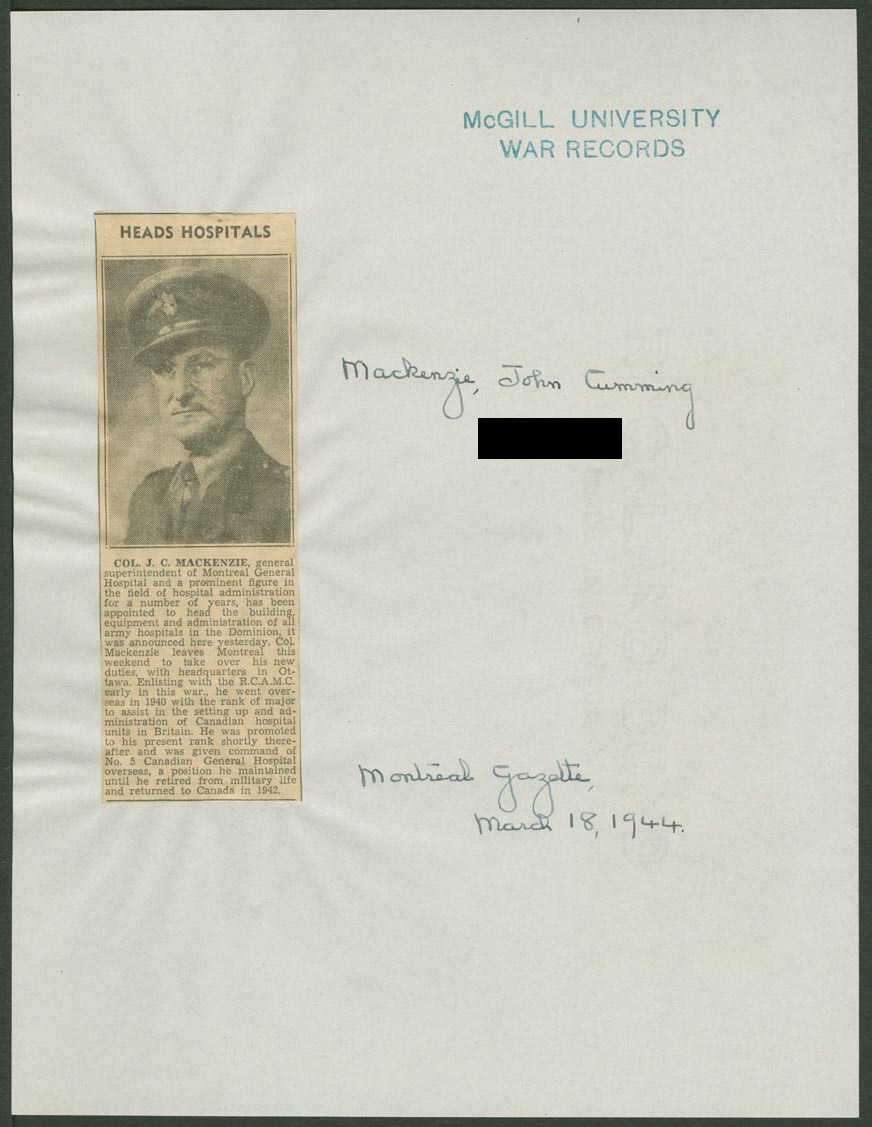 McGILL UNIVERSITY
WAR RECORDS
HEADS HOSPITALS
Mackenzie, John Cumming
COL. J. C. MACKENZIE, general
superintendent of Montreal General
Hospital and a prominent figure in
the field of hospital administration
for a number of years, has been
appointed to head the building,
equipment and administration of all
army hospitals in the Dominion, it
was announced here yesterday. Col.
Mackenzie leaves Montreal this
weekend to take over his new
duties, with headquarters in Ot-
tawa. Enlisting with the R.C.A.M.C.
early in this war., he went over-
seas in 1940 with the rank of major
to assist in the setting up and ad-
ministration of Canadian hospital
units in Britain. He was promoted
to his present rank shortly there-
after and was given command of
No. 5 Canadian General Hospital
overseas, a position he maintained
until he retired from military life
and returned to Canada in 1942.
Montreal Gazette,
March 18, 1944.